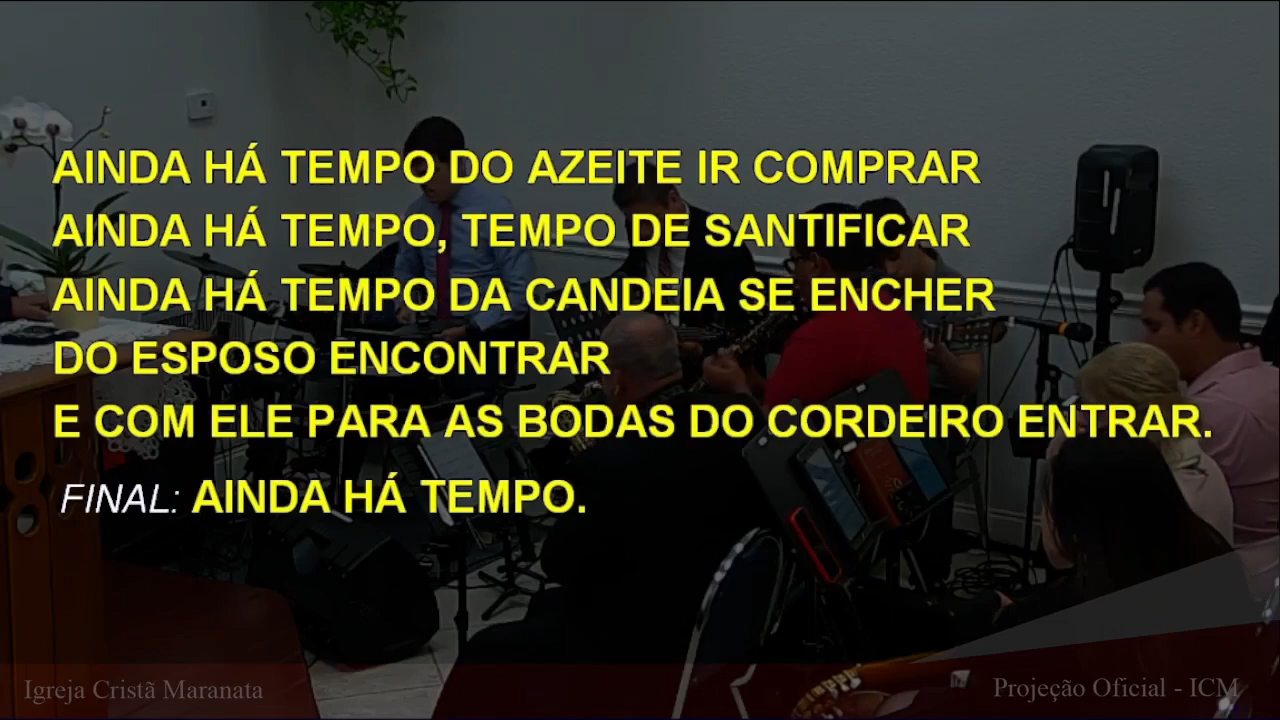 AINDA HÁ TEMPO DO AZEITE IR COMPRAR
AINDA HÁ TEMPO, TEMPO DE SANTIFICAR
AINDA HÁ TEMPO DA CANDEIA SE ENCHER
DO ESPOSO ENCONTRAR
E COM ELE PARA AS BODAS DO CORDEIRO ENTRAR.
FINAL: AINDA HÁ TEMPO.
Igreja Cristã Maranata
Projeção Oficial - ICM